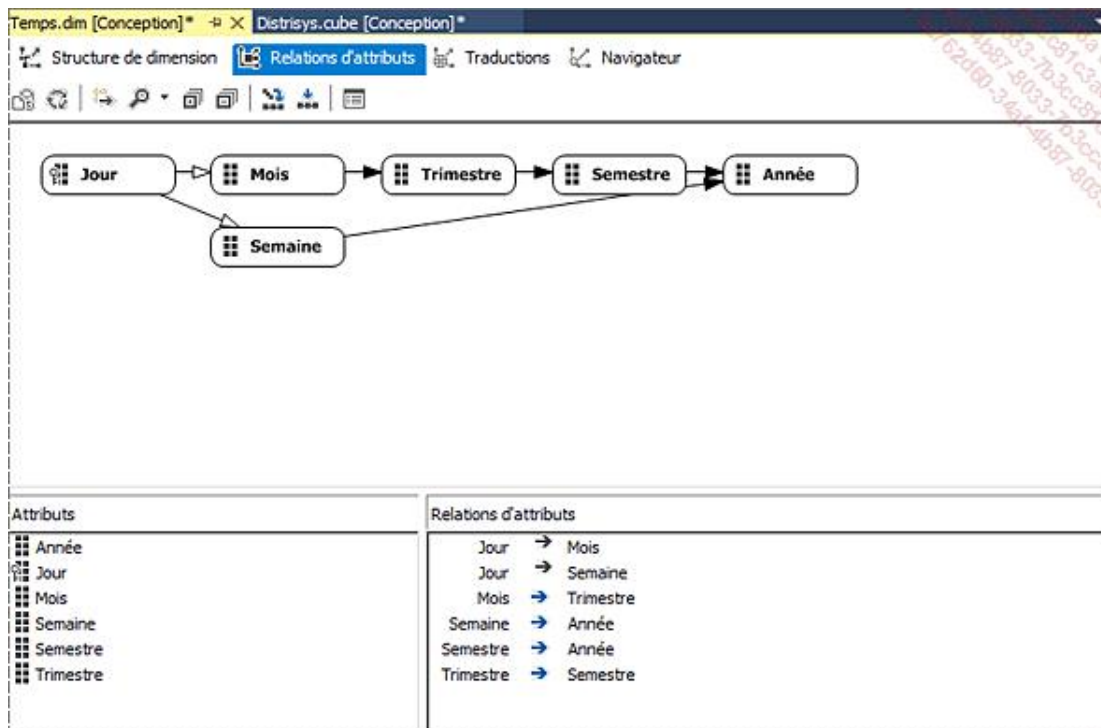 Temps.dim [Conception]* Distrisys.cube [Conception]*
Structure de dimension Relations d'attributs Traductions Navigateur
Jour Mois Trimestre Semestre Année
Semaine
Attributs Relations d'attributs
Année Jour Mois
Jour Jour Semaine
Mois Mois Trimestre
Semaine Semaine Année
Semestre Semestre Année
Trimestre Trimestre Semestre